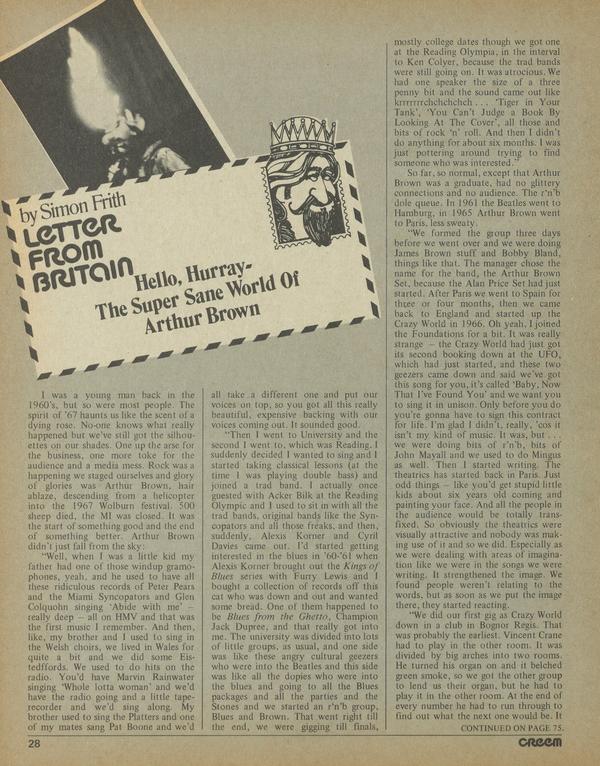 by Simon Frith
LETTER
FROM
BRITAIN
Hello, Hurray-
The Super Sane World Of
Arthur Brown
I was a young man back in the
1960's, but so were most people. The
spirit of '67 haunts us like the scent of a
dying rose. No-one knows what really
happened but we've still got the silhou-
ettes on our shades. One up the arse for
the business, one more toke for the
audience and a media mess. Rock was a
happening we staged ourselves and glory
of glories was Arthur Brown, hair
ablaze, descending from a helicopter
into the 1967 Wolburn festival. 500
sheep died, the MI was closed. It was
the start of something good and the end
of something better. Arthur Brown
didn't just fall from the sky:
"Well, when I was a little kid my
father had one of those windup gramo-
phones, yeah, and he used to have all
these ridiculous records of Peter Pears
and the Miami Syncopators and Glen
Colquohn singing 'Abide with me' –
really deep – all on HMV and that was
the first music I remember. And then,
like, my brother and I used to sing in
the Welsh choirs, we lived in Wales for
quite a bit and we did some Eis-
tedfords. We used to do hits on the
radio. You'd have Marvin Rainwater
singing 'Whole lotta woman' and we'd
have the radio going and a little tape-
recorder and we'd sing along. My
brother used to sing the Platters and one
of my mates sang Pat Boone and we'd
all take a different one and put our
voices on top, so you got all this really
beautiful, expensive backing with our
voices coming out. It sounded good.
"Then I went to University and the
second I went to, which was Reading. I
suddenly decided I wanted to sing and I
started taking classical lessons (at the
time I was playing double bass) and
joined a trad band. I actually once
guested with Acker Bilk at the Reading
Olympic and I used to sit in with all the
trad bands, original bands like the Syn-
copators and all those freaks, and then,
suddenly, Alexis Korner and Cyril
Davies came out. I'd started getting
interested in the blues in '60-'61 when
Alexis Korner brought out the Kings of
Blues series with Furry Lewis and I
bought a collection of records off this
cat who was down and out and wanted
some bread. One of them happened to
be Blues from the Ghetto, Champion
Jack Dupree, and that really got into
me. The university was divided into lots
of little groups, as usual, and one side
was like these angry cultural geezers
who were into the Beatles and this side
was like all the dopies who were into
the blues and going to all the Blues
packages and all the parties and the
Stones and we started an r'n'b group,
Blues and Brown. That went right till
the end, we were gigging till finals,
mostly college dates though we got one
at the Reading Olympia, in the interval
to Ken Colyer, because the trad bands
were still going on. It was atrocious. We
had one speaker the size of a three
penny bit and the sound came out like
krrrrrrrchchchchch . . . 'Tiger in Your
Tank', 'You Can't Judge a Book By
Looking At The Cover', all those and
bits of rock 'n' roll. And then I didn't
do anything for about six months. I was
just pottering around trying to find
someone who was interested."
So far, so normal, except that Arthur
Brown was a graduate, had no glittery
connections and no audience. The r'n'b
dole queue. In 1961 the Beatles went to
Hamburg, in 1965 Arthur Brown went
to Paris, less sweaty.
"We formed the group three days
before we went over and we were doing
James Brown stuff and Bobby Bland,
things like that. The manager chose the
name for the band, the Arthur Brown
Set, because the Alan Price Set had just
started. After Paris we went to Spain for
three or four months, then we came
back to England and started up the
Crazy World in 1966. Oh yeah, I joined
the Foundations for a bit. It was really
strange – the Crazy World had just got
its second booking down at the UFO,
which had just started, and these two
geezers came down and said we've got
this song for you, it's called 'Baby, Now
That I've Found You' and we want you
to sing it in unison. Only before you do
you're gonna have to sign this contract
for life. I'm glad I didn't, really, 'cos it
isn't my kind of music. It was, but . . .
we were doing bits of r'n'b, bits of
John Mayall and we used to do Mingus
as well. Then I started writing. The
theatrics has started back in Paris. Just
odd things – like you'd get stupid little
kids about six years old coming and
painting your face. And all the people in
the audience would be totally trans-
fixed. So obviously the theatrics were
visually attractive and nobody was mak-
ing use of it and so we did. Especially as
we were dealing with areas of imagina-
tion like we were in the songs we were
writing. It strengthened the image. We
found people weren't relating to the
words, but as soon as we put the image
there, they started reacting.
"We did our first gig as Crazy World
down in a club in Bognor Regis. That
was probably the earliest. Vincent Crane
had to play in the other room. It was
divided by big arches into two rooms.
He turned his organ on and it belched
green smoke, so we got the other group
to lend us their organ, but he had to
play it in the other room. At the end of
every number he had to run through to
find out what the next one would be. It
CONTINUED ON PAGE 75.
28
CREEM